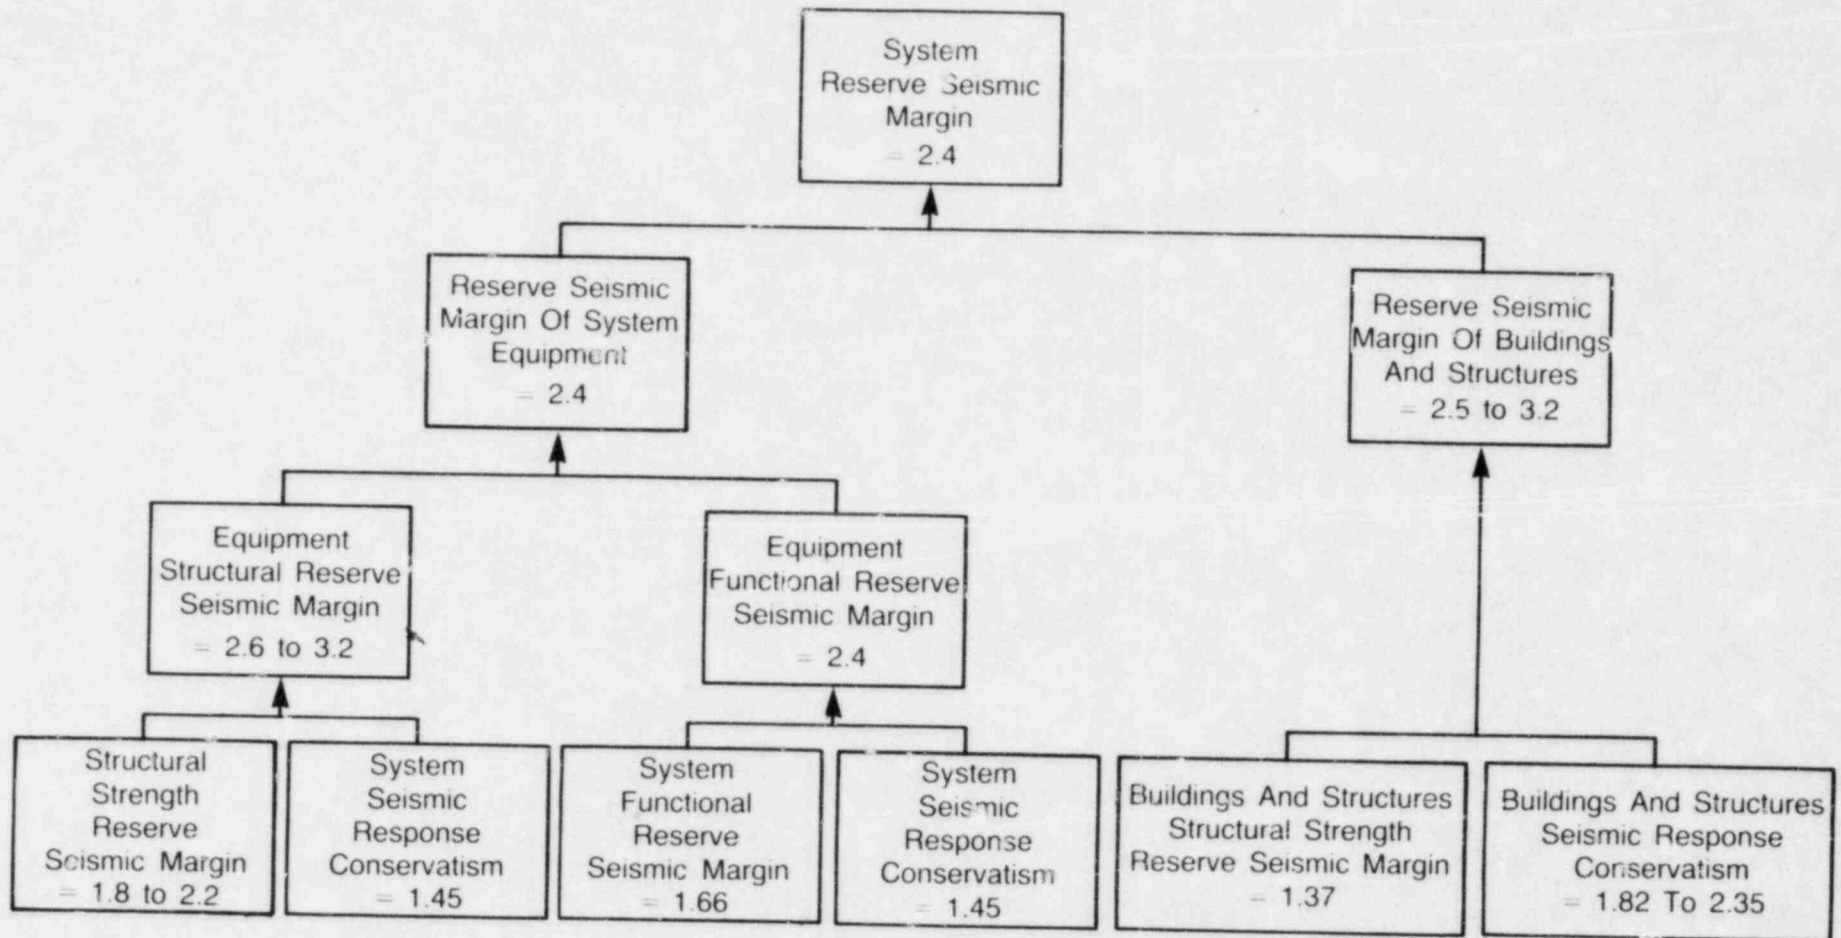 System
Reserve Seismic
Margin
= 2.4
Reserve Seismic
Margin Of System
Equipment
= 2.4
Reserve Seismic
Margin Of Buildings
And Structures
= 2.5 to 3.2
Equipment
Structural Reserve
Seismic Margin
= 2.6 to 3.2
Equipment
Functional Reserve
Seismic Margin
= 2.4
Structural
Strength
Reserve
Seismic Margin
= 1.8 to 2.2
System
Seismic
Response
Conservatism
= 1.45
System
Functional
Reserve
Seismic Margin
= 1.66
System
Seismic
Response
Conservatism
= 1.45
Buildings And Structures
Structural Strength
Reserve Seismic Margin
= 1.37
Buildings And Structures
Seismic Response
Conservatism
= 1.82 To 2.35